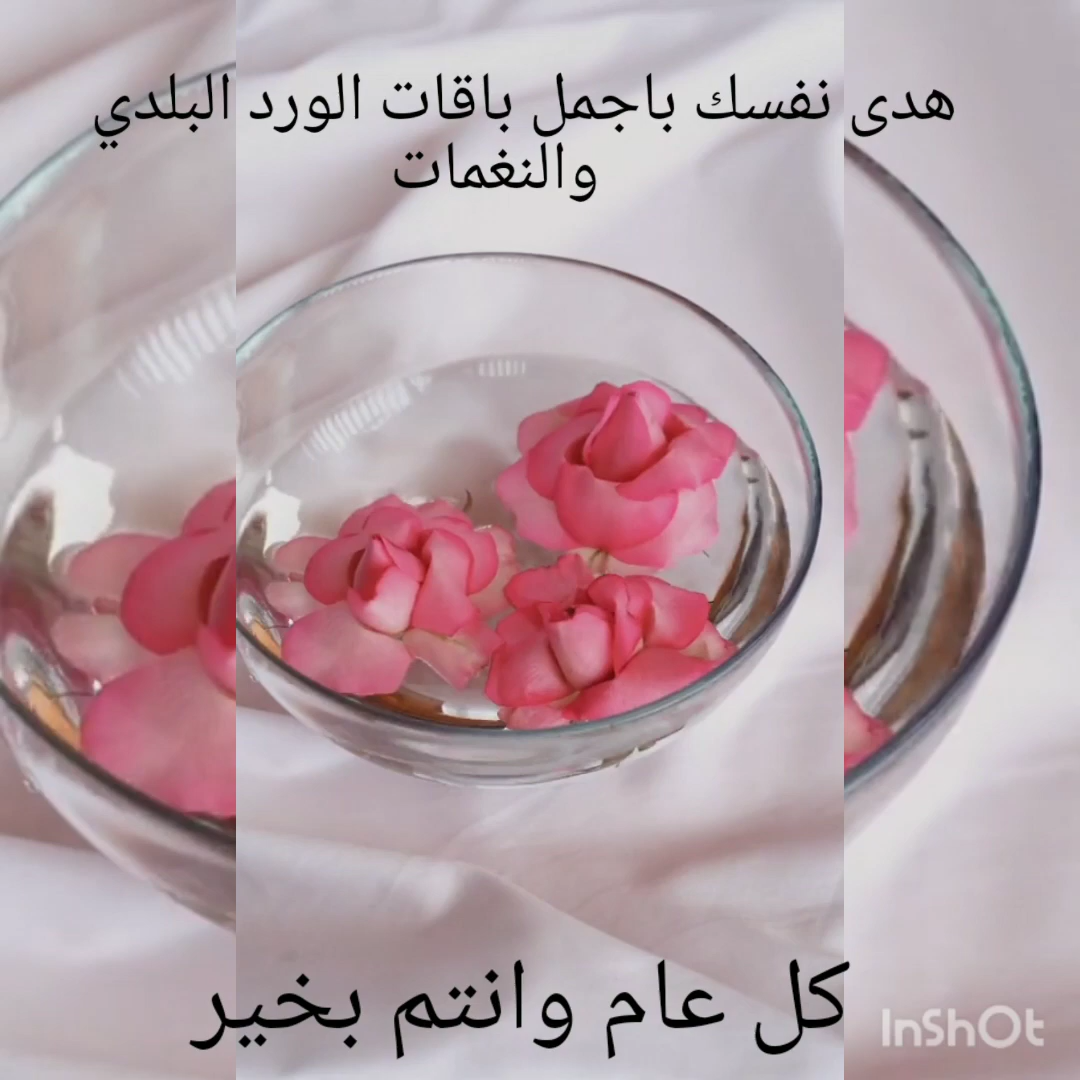 هدى نفسك باجمل باقات الورد البلدي
والنغمات
كل عام وانتم بخير
InShOt